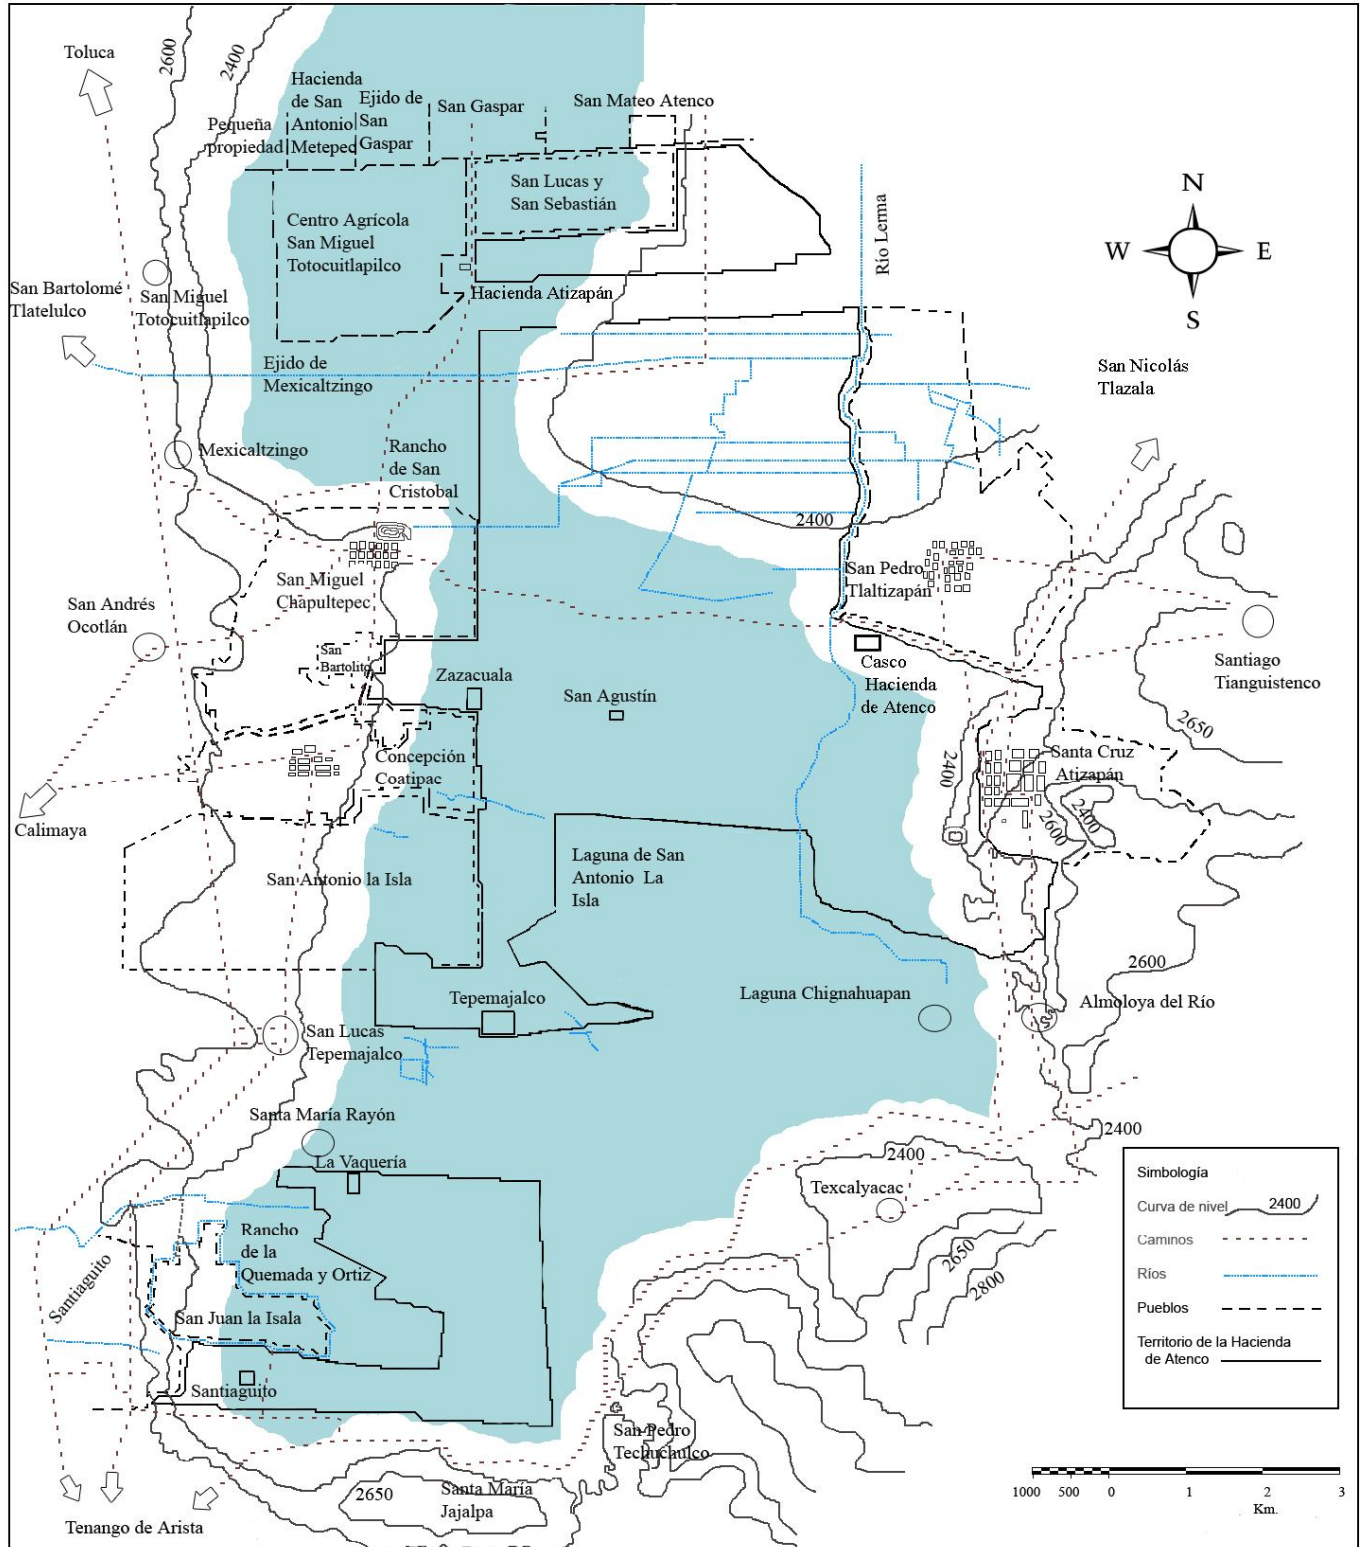 Toluca
2600
2400
Hacienda
de San
Antonio
Metepec
Pequeña
propiedad
Ejido de
San
Gaspar
San Gaspar
San Mateo Atenco
San Lucas y
San Sebastián
Centro Agrícola
San Miguel
Totocuitlapilco
Río Lerma
N
W
E
S
San Bartolomé
Tlatelulco
San Miguel
Totocuitlapilco
Hacienda Atizapán
Ejido de
Mexicaltzingo
San Nicolás
Tlazala
Mexicaltzingo
Rancho
de San
Cristobal
2400
San Miguel
Chapultepec
San Pedro
Tlaltizapán
San Andrés
Ocotlán
San
Bartolito
Zazacuala
San Agustín
Casco
Hacienda
de Atenco
Santiago
Tianguistenco
2650
Concepción
Coatipac
2400
Santa Cruz
Atizapán
2400
2600
Calimaya
San Antonio la Isla
Laguna de San
Antonio La
Isla
2600
Tepemajalco
Laguna Chignahuapan
Almoloya del Río
San Lucas
Tepemajalco
Santa María Rayón
La Vaquería
2400
2400
Texcalyacac
2650
2800
Rancho
de la
Quemada y Ortiz
Santiaguito
San Juan la Isala
Santiaguito
San Pedro
Techuchulco
2650
Santa María
Jajalpa
Tenango de Arista
Simbología
Curva de nivel
2400
Caminos
Ríos
Pueblos
Territorio de la Hacienda
de Atenco
1000 500 0 1 2 3
Km.